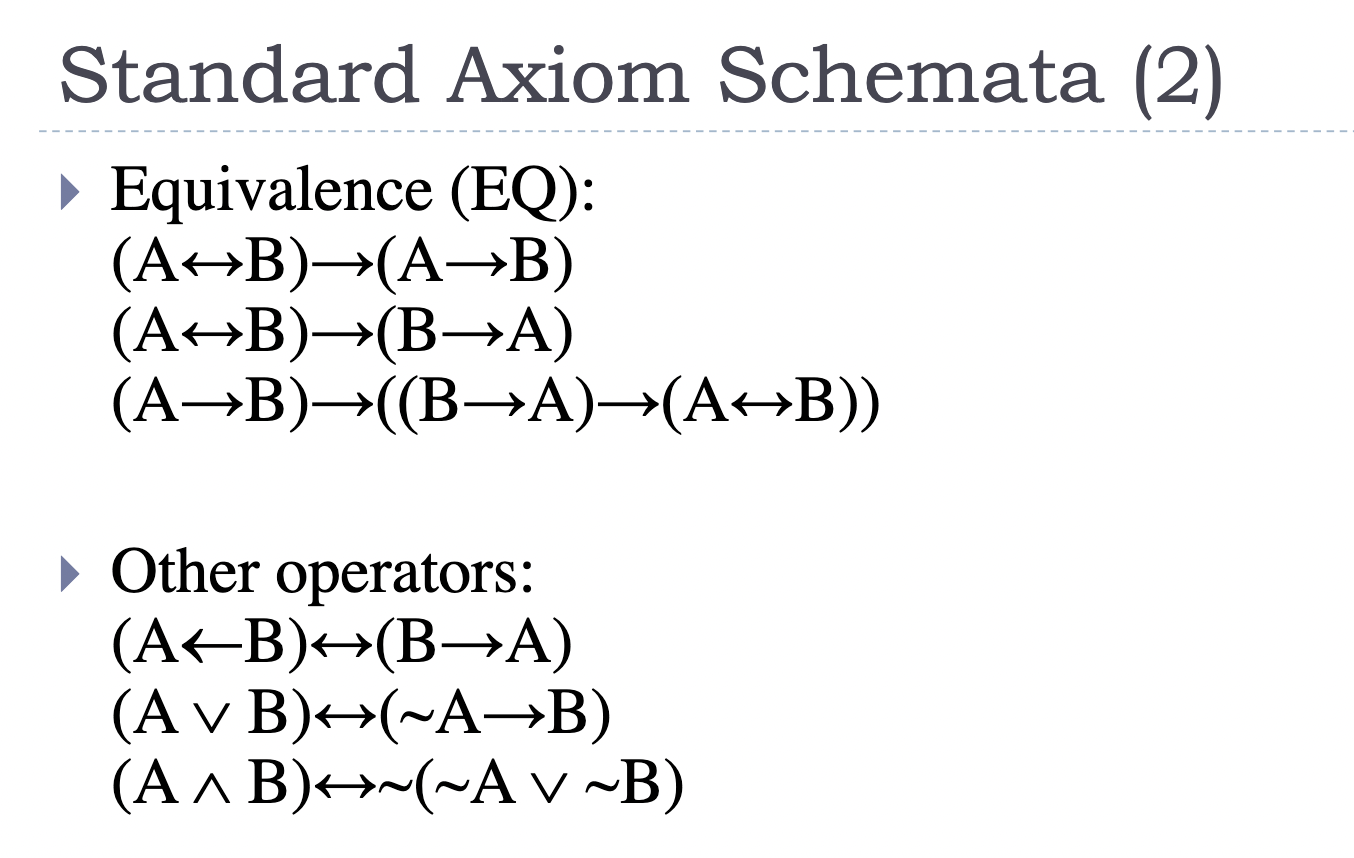 Standard Axiom Schemata (2)
Equivalence (EQ):
(A↔B)→(A→B)
(A↔B)→(B→A)
(A→B)→((B→A)→(A↔B))
Other operators:
(A←B)↔(B→A)
(A ∨ B)↔(~A→B)
(A ∧ B)↔~(~A ∨ ~B)